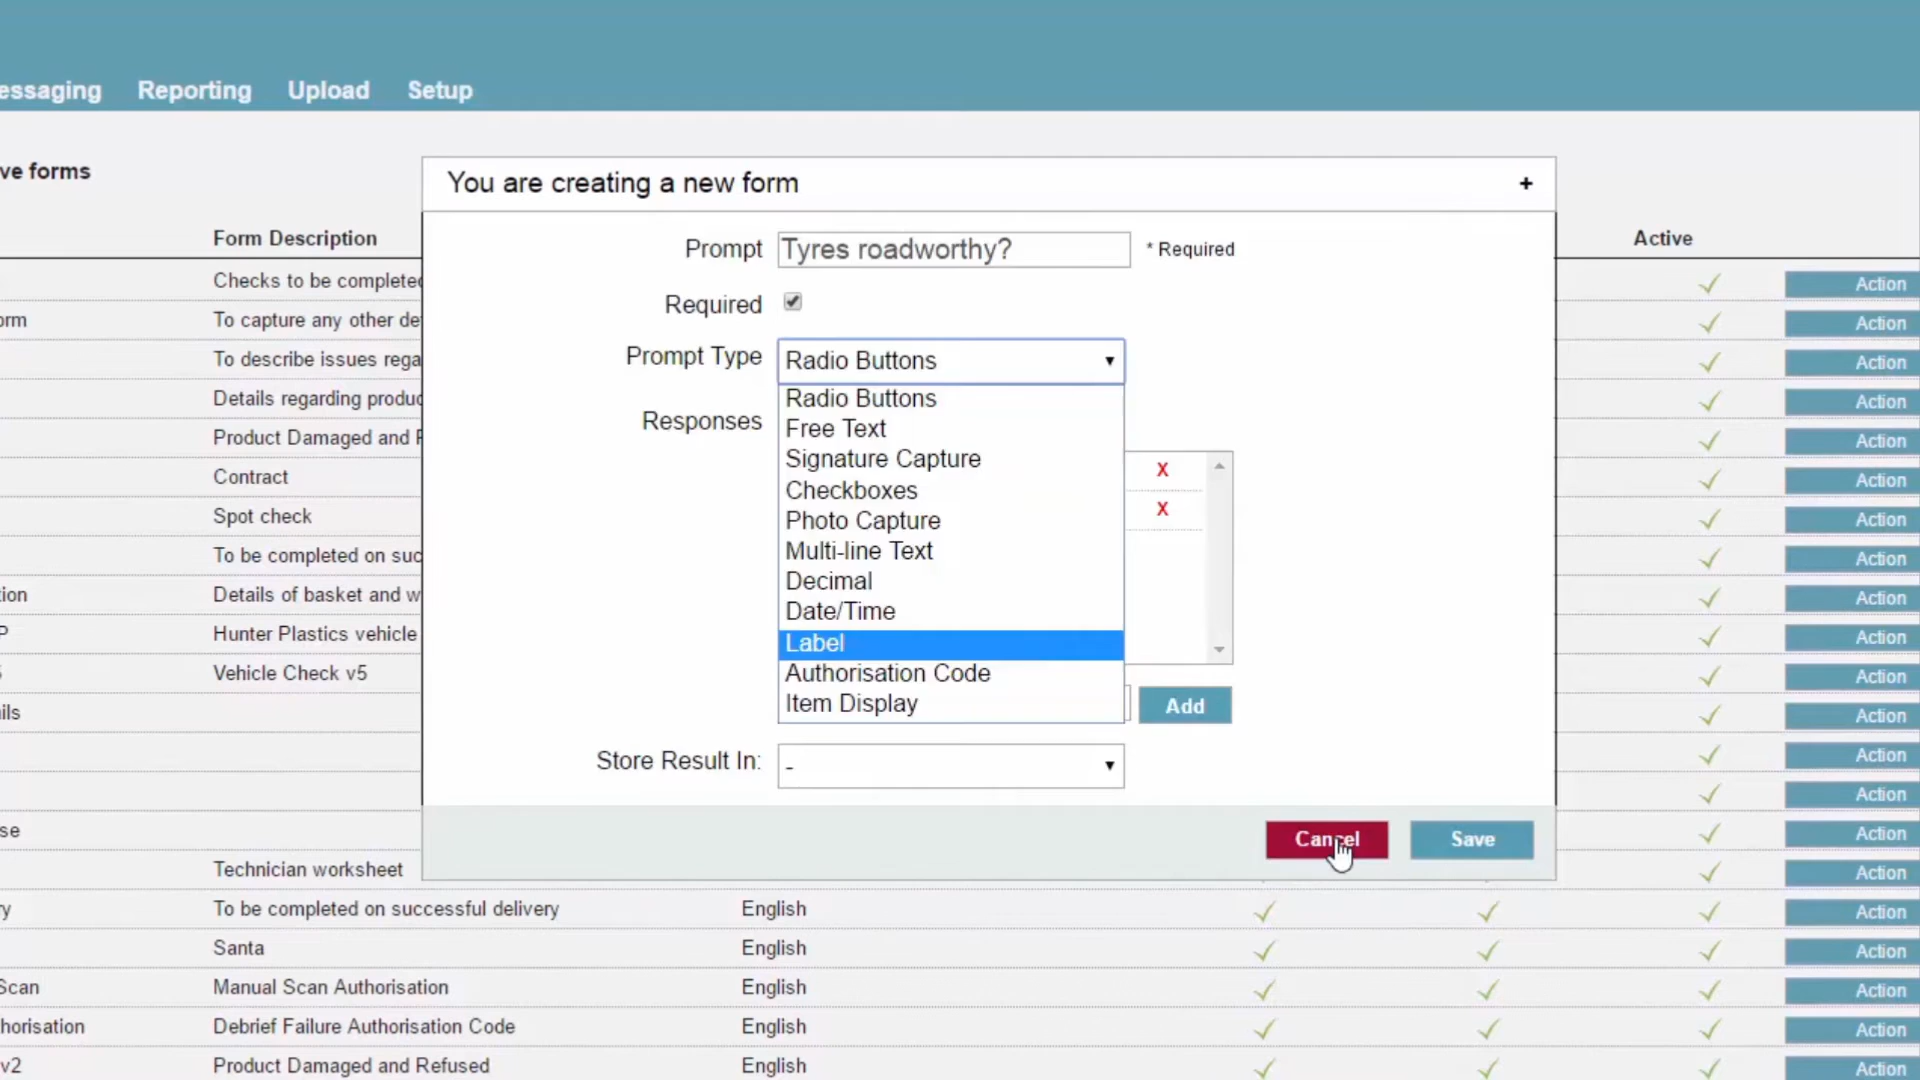 essaging Reporting Upload Setup
ve forms
You are creating a new form +
Form Description Active
Prompt Tyres roadworthy? * Required
Required
Prompt Type Radio Buttons
Responses
Radio Buttons
Free Text
Signature Capture
Checkboxes
Photo Capture
Multi-line Text
Decimal
Date/Time
Label
Authorisation Code
Item Display
X
X
Add
Store Result In: -
Cancel Save
Checks to be completed Action
orm To capture any other de Action
To describe issues rega Action
Details regarding produc Action
Product Damaged and R Action
Contract Action
Spot check Action
To be completed on suc Action
tion Details of basket and w Action
P Hunter Plastics vehicle Action
Vehicle Check v5 Action
ils Action
Action
Action
se Action
Technician worksheet Action
ry To be completed on successful delivery English Action
Santa English Action
Scan Manual Scan Authorisation English Action
horisation Debrief Failure Authorisation Code English Action
v2 Product Damaged and Refused English Action